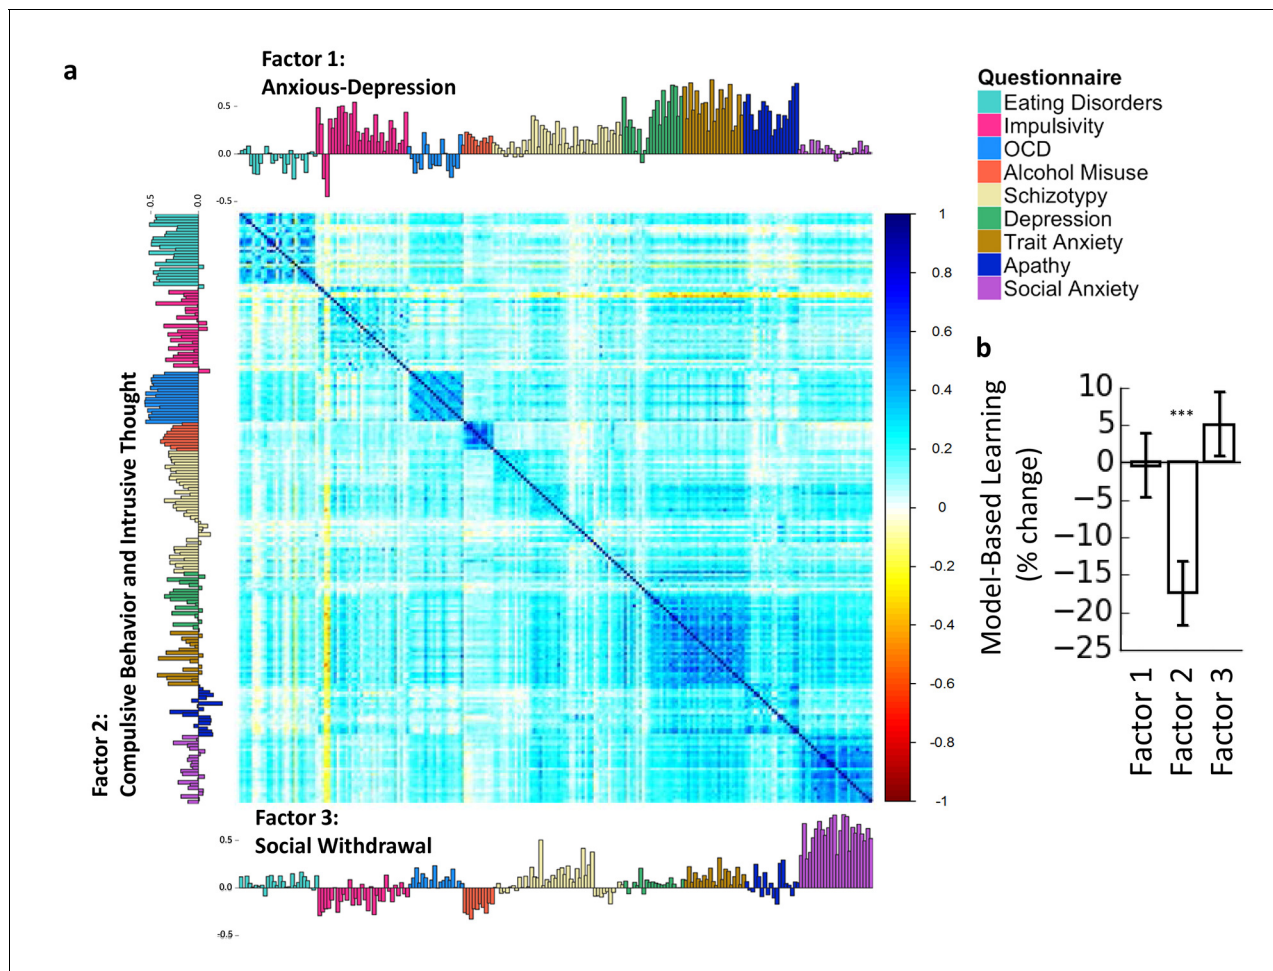 a
Factor 1:
Anxious-Depression
0.5
0.0
-0.5
0.5
0.0
Factor 2:
Compulsive Behavior and Intrusive Thought
1
0.8
0.6
0.4
0.2
0
-0.2
-0.4
-0.6
-0.8
-1
Factor 3:
Social Withdrawal
0.5
0.0
-0.5
Questionnaire
Eating Disorders
Impulsivity
OCD
Alcohol Misuse
Schizotypy
Depression
Trait Anxiety
Apathy
Social Anxiety
b
Model-Based Learning
(% change)
10
5
0
−5
−10
−15
−20
−25
***
Factor 1
Factor 2
Factor 3